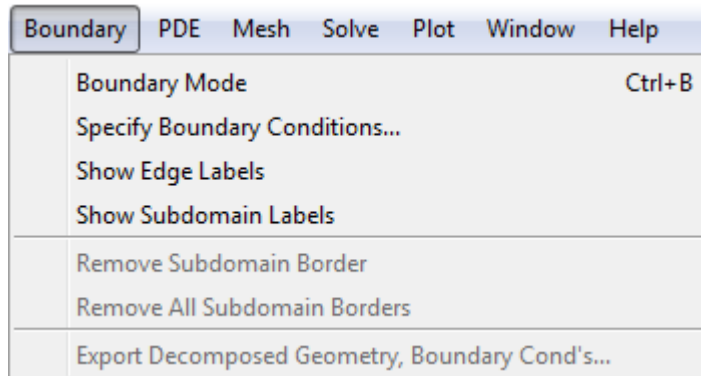 Boundary PDE Mesh Solve Plot Window Help
Boundary Mode Ctrl+B
Specify Boundary Conditions...
Show Edge Labels
Show Subdomain Labels
Remove Subdomain Border
Remove All Subdomain Borders
Export Decomposed Geometry, Boundary Cond's...